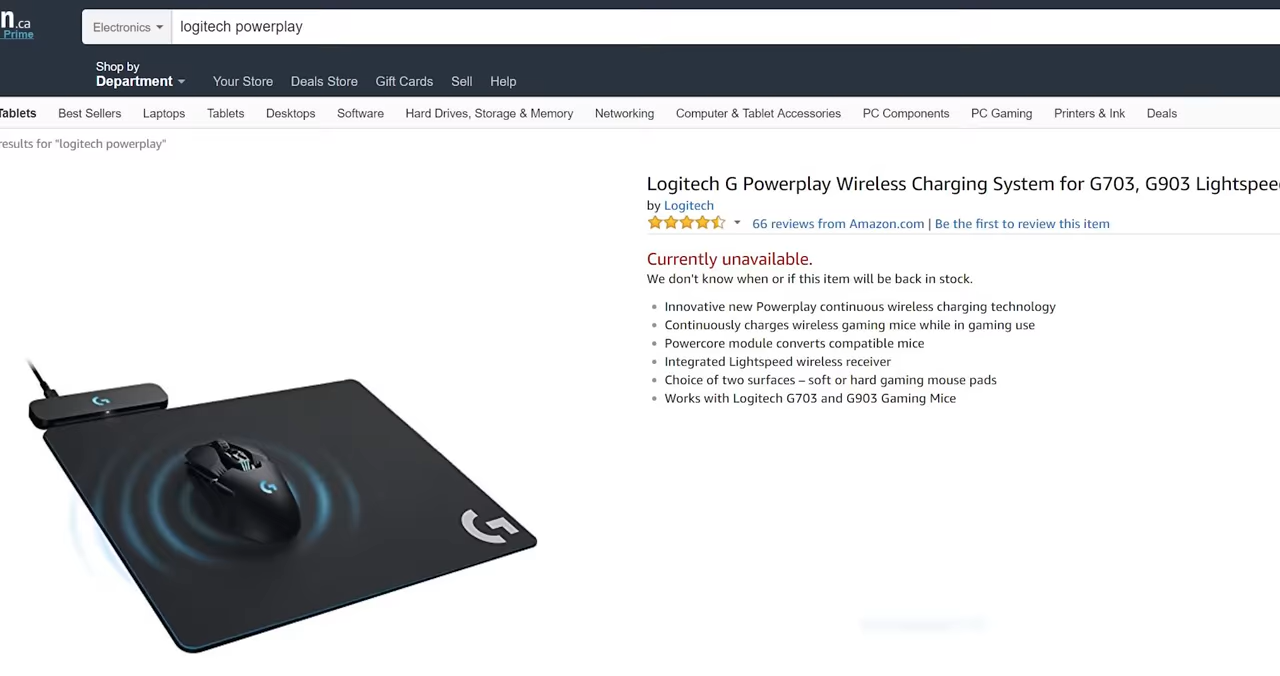 n.ca
Prime
Electronics
logitech powerplay
Shop by
Department
Your Store
Deals Store
Gift Cards
Sell
Help
Tablets
Best Sellers
Laptops
Tablets
Desktops
Software
Hard Drives, Storage & Memory
Networking
Computer & Tablet Accessories
PC Components
PC Gaming
Printers & Ink
Deals
results for "logitech powerplay"
Logitech G Powerplay Wireless Charging System for G703, G903 Lightspee
by Logitech
66 reviews from Amazon.com | Be the first to review this item
Currently unavailable.
We don't know when or if this item will be back in stock.
Innovative new Powerplay continuous wireless charging technology
Continuously charges wireless gaming mice while in gaming use
Powercore module converts compatible mice
Integrated Lightspeed wireless receiver
Choice of two surfaces – soft or hard gaming mouse pads
Works with Logitech G703 and G903 Gaming Mice